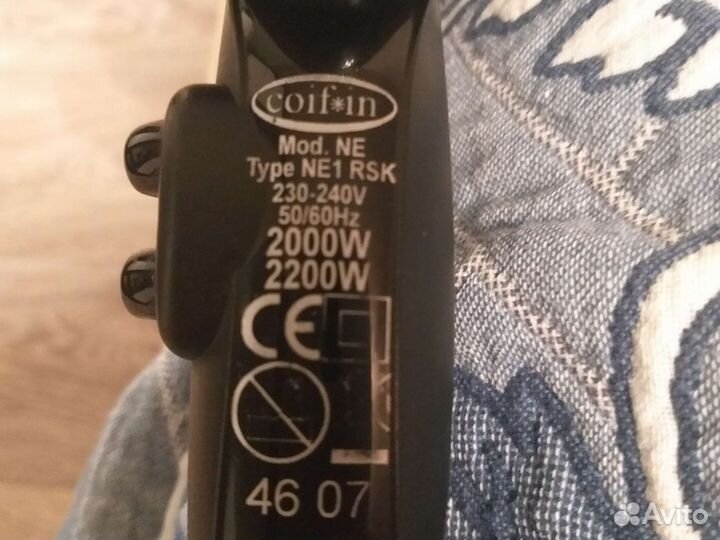 coif*in
Mod. NE
Type NE1 RSK
230-240V
50/60Hz
2000W
2200W
CE
46 07
Avito